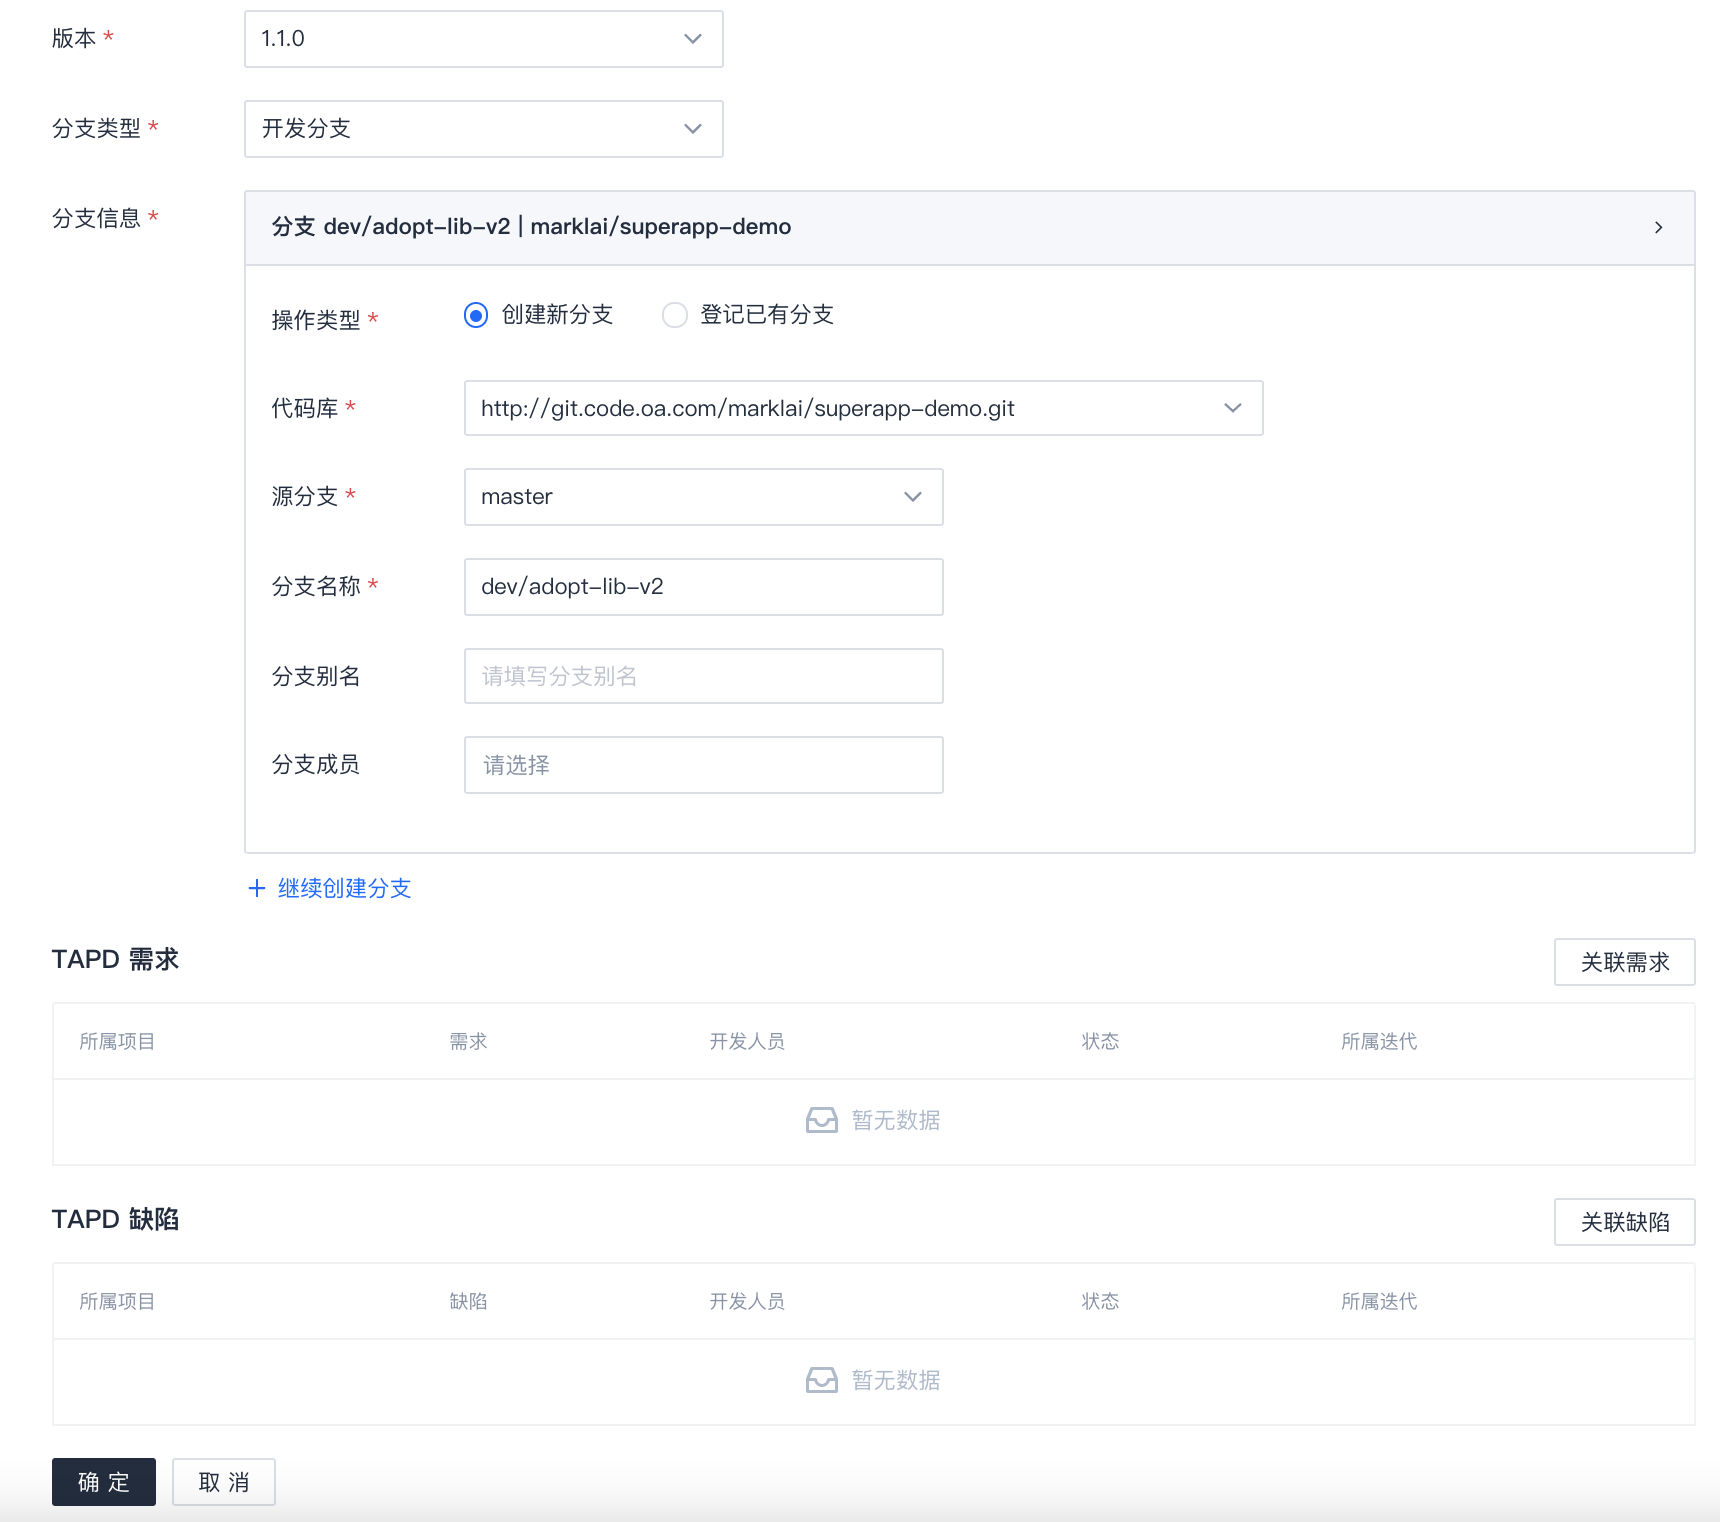 版本 *
1.1.0
分支类型 *
开发分支
分支信息 *
分支 dev/adopt-lib-v2 | marklai/superapp-demo
操作类型 *
创建新分支
登记已有分支
代码库 *
http://git.code.oa.com/marklai/superapp-demo.git
源分支 *
master
分支名称 *
dev/adopt-lib-v2
分支别名
请填写分支别名
分支成员
请选择
+ 继续创建分支
TAPD 需求
关联需求
所属项目 需求 开发人员 状态 所属迭代
暂无数据
TAPD 缺陷
关联缺陷
所属项目 缺陷 开发人员 状态 所属迭代
暂无数据
确 定
取 消